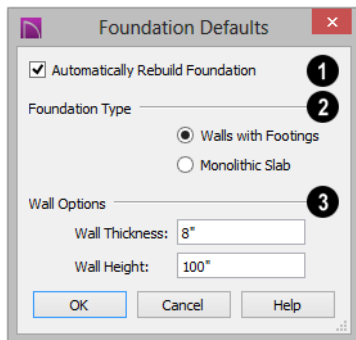 Foundation Defaults
Automatically Rebuild Foundation 1
Foundation Type 2
Walls with Footings
Monolithic Slab
Wall Options 3
Wall Thickness: 8"
Wall Height: 100"
OK Cancel Help